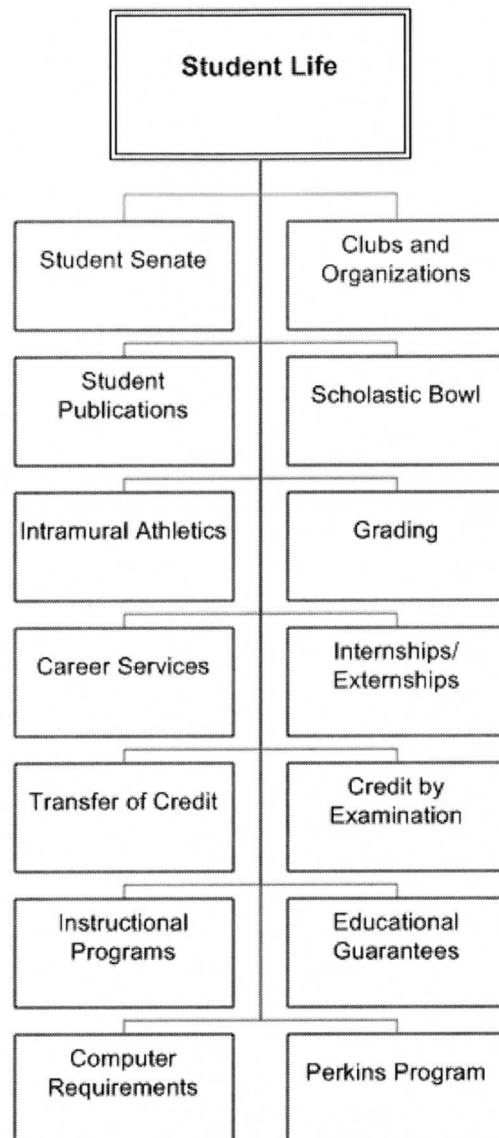 Student Life
Student Senate
Clubs and
Organizations
Student
Publications
Scholastic Bowl
Intramural Athletics
Grading
Career Services
Internships/
Externships
Transfer of Credit
Credit by
Examination
Instructional
Programs
Educational
Guarantees
Computer
Requirements
Perkins Program